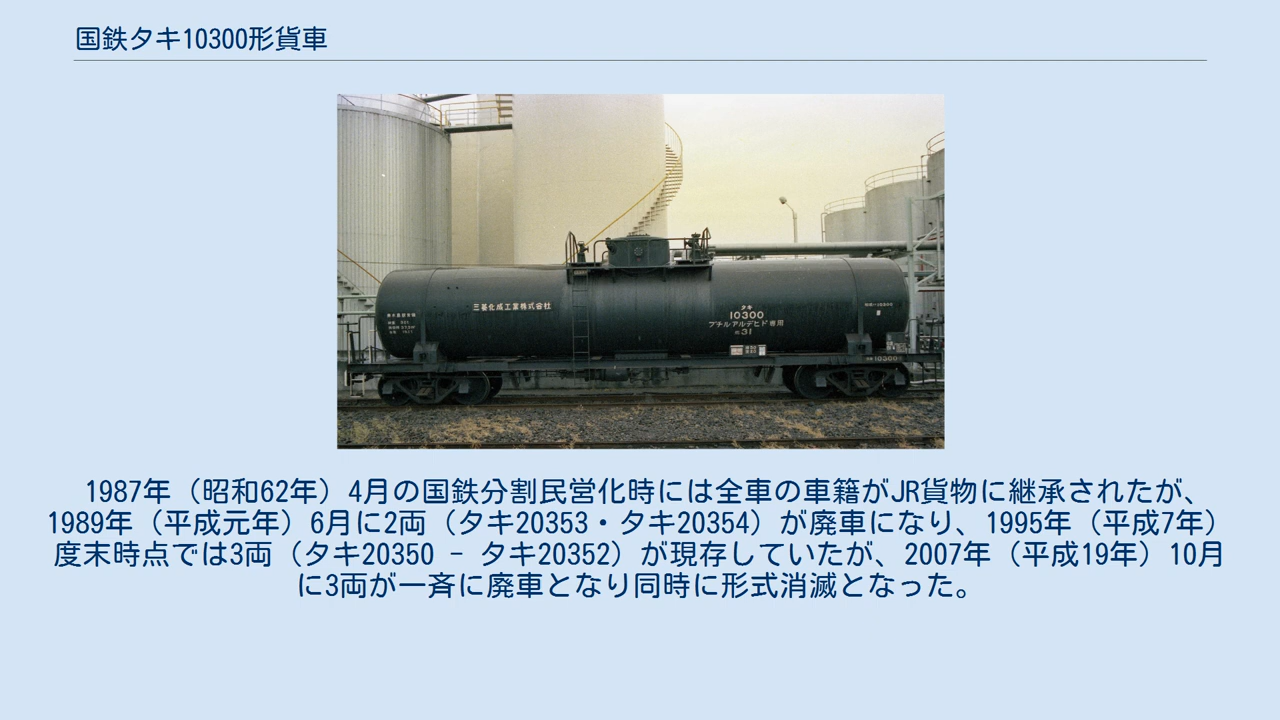 国鉄タキ10300形貨車
三菱化成工業株式会社
タキ
10300
ブチルアルデヒド専用
31
10300
1987年（昭和62年）4月の国鉄分割民営化時には全車の車籍がJR貨物に継承されたが、
1989年（平成元年）6月に2両（タキ20353・タキ20354）が廃車になり、1995年（平成7年）
度末時点では3両（タキ20350 - タキ20352）が現存していたが、2007年（平成19年）10月
に3両が一斉に廃車となり同時に形式消滅となった。